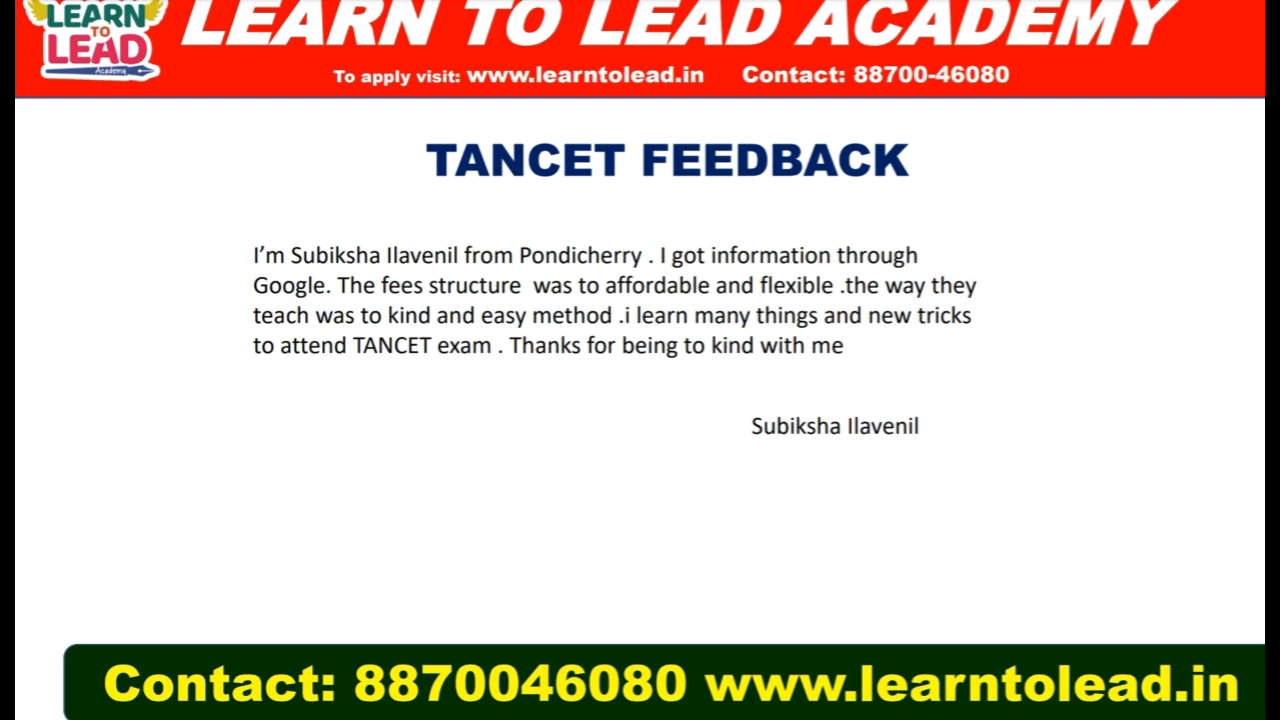 LEARN
TO
LEAD
Academy
LEARN TO LEAD ACADEMY
To apply visit: www.learntolead.in Contact: 88700-46080
TANCET FEEDBACK
I’m Subiksha Ilavenil from Pondicherry . I got information through
Google. The fees structure  was to affordable and flexible .the way they
teach was to kind and easy method .i learn many things and new tricks
to attend TANCET exam . Thanks for being to kind with me
Subiksha Ilavenil
Contact: 8870046080 www.learntolead.in